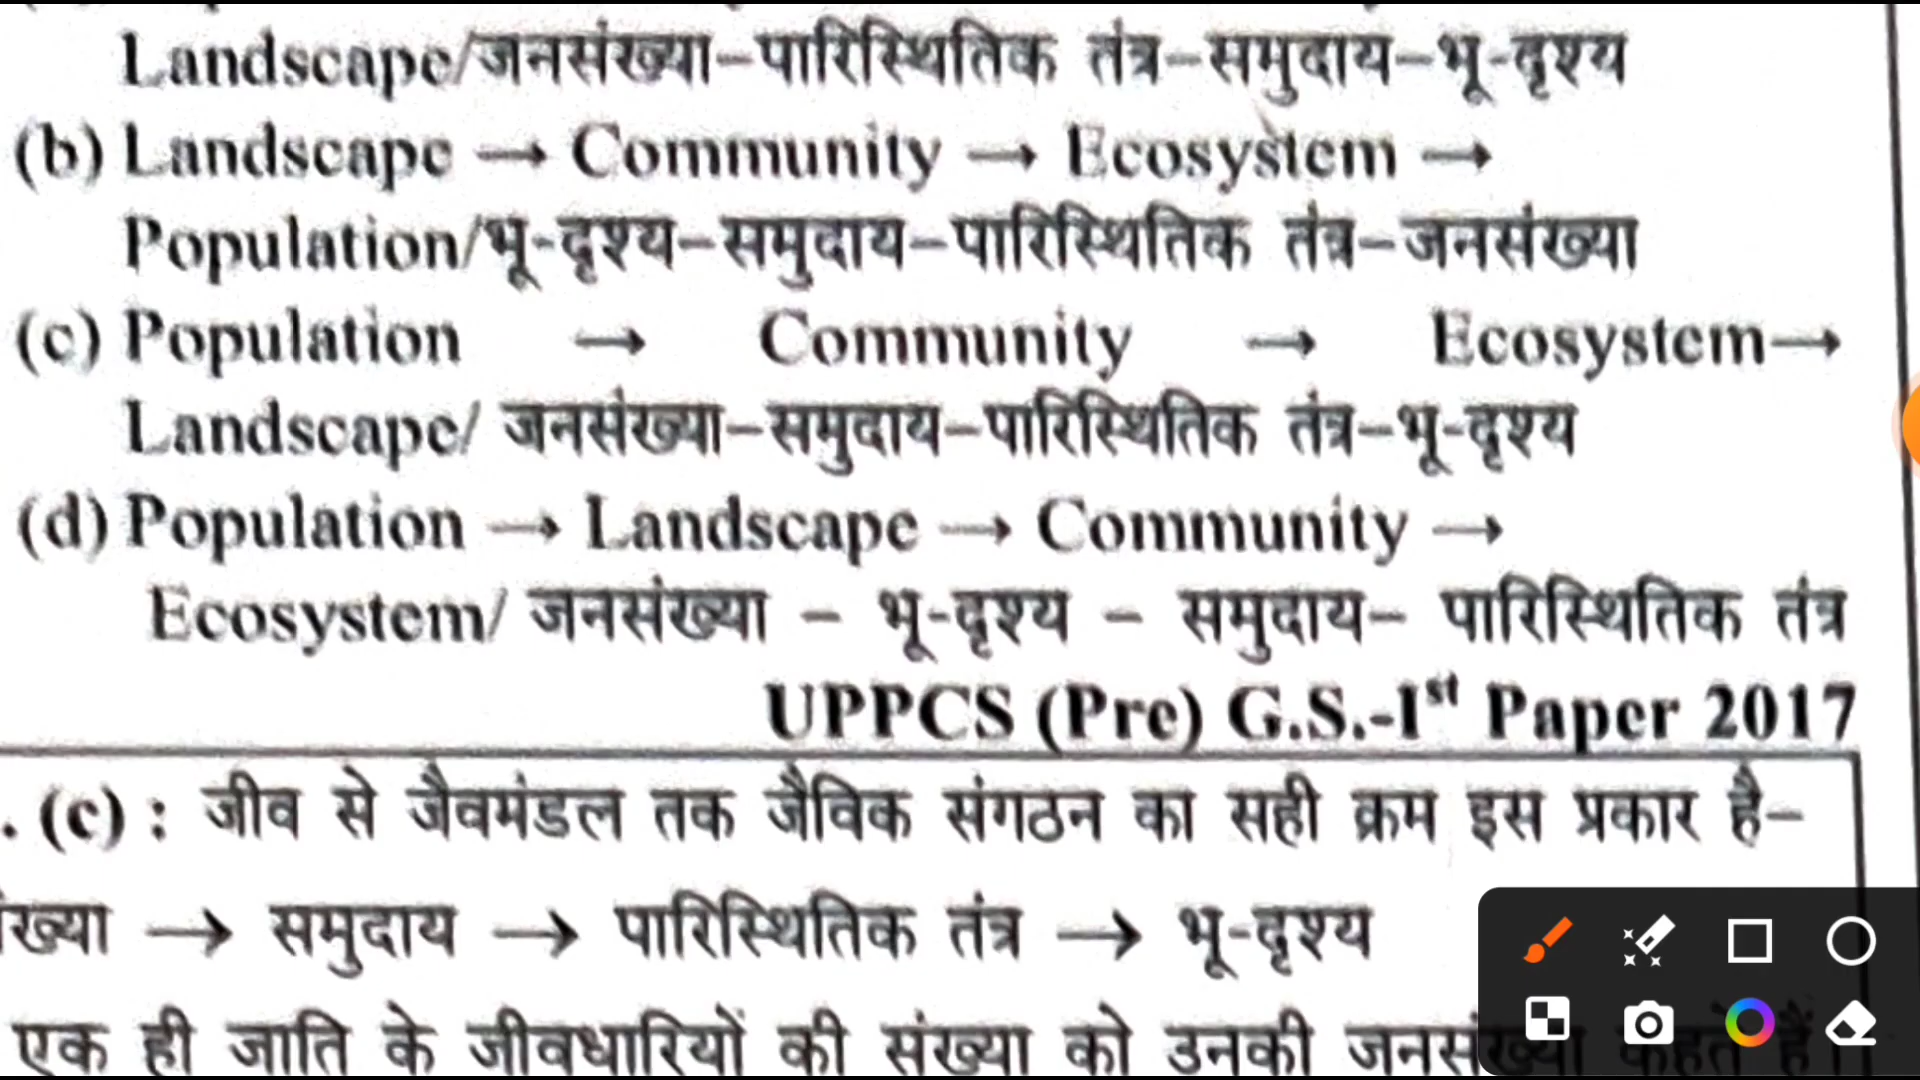 Landscape/जनसंख्या–पारिस्थितिक तंत्र–समुदाय–भू-दृश्य
(b) Landscape → Community → Ecosystem →
Population/भू-दृश्य–समुदाय–पारिस्थितिक तंत्र–जनसंख्या
(c) Population → Community → Ecosystem→
Landscape/ जनसंख्या–समुदाय–पारिस्थितिक तंत्र–भू-दृश्य
(d) Population → Landscape → Community →
Ecosystem/ जनसंख्या – भू-दृश्य – समुदाय– पारिस्थितिक तंत्र
UPPCS (Pre) G.S.-Ist Paper 2017
. (c) : जीव से जैवमंडल तक जैविक संगठन का सही क्रम इस प्रकार है–
→ समुदाय → पारिस्थितिक तंत्र → भू-दृश्य
एक ही जाति के जीवधारियों की संख्या को उनकी जनसंख्या कहते हैं।